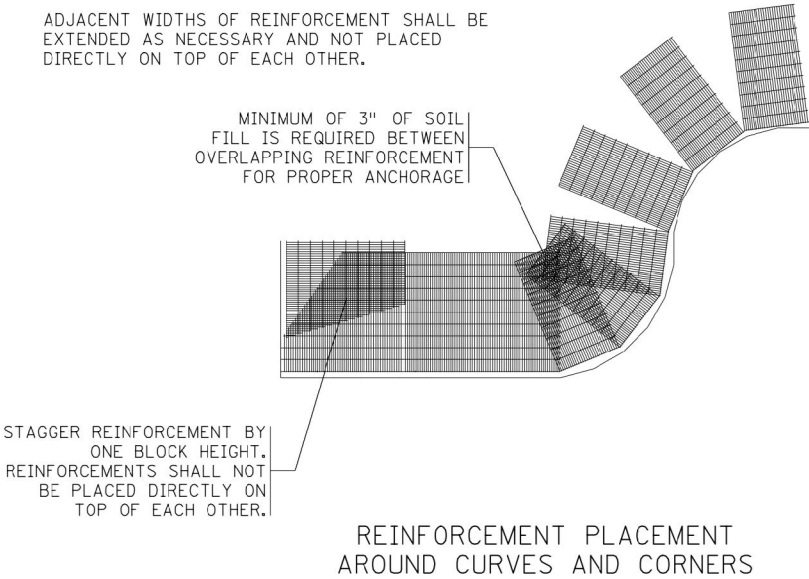 ADJACENT WIDTHS OF REINFORCEMENT SHALL BE
EXTENDED AS NECESSARY AND NOT PLACED
DIRECTLY ON TOP OF EACH OTHER.
MINIMUM OF 3" OF SOIL
FILL IS REQUIRED BETWEEN
OVERLAPPING REINFORCEMENT
FOR PROPER ANCHORAGE
STAGGER REINFORCEMENT BY
ONE BLOCK HEIGHT.
REINFORCEMENTS SHALL NOT
BE PLACED DIRECTLY ON
TOP OF EACH OTHER.
REINFORCEMENT PLACEMENT
AROUND CURVES AND CORNERS